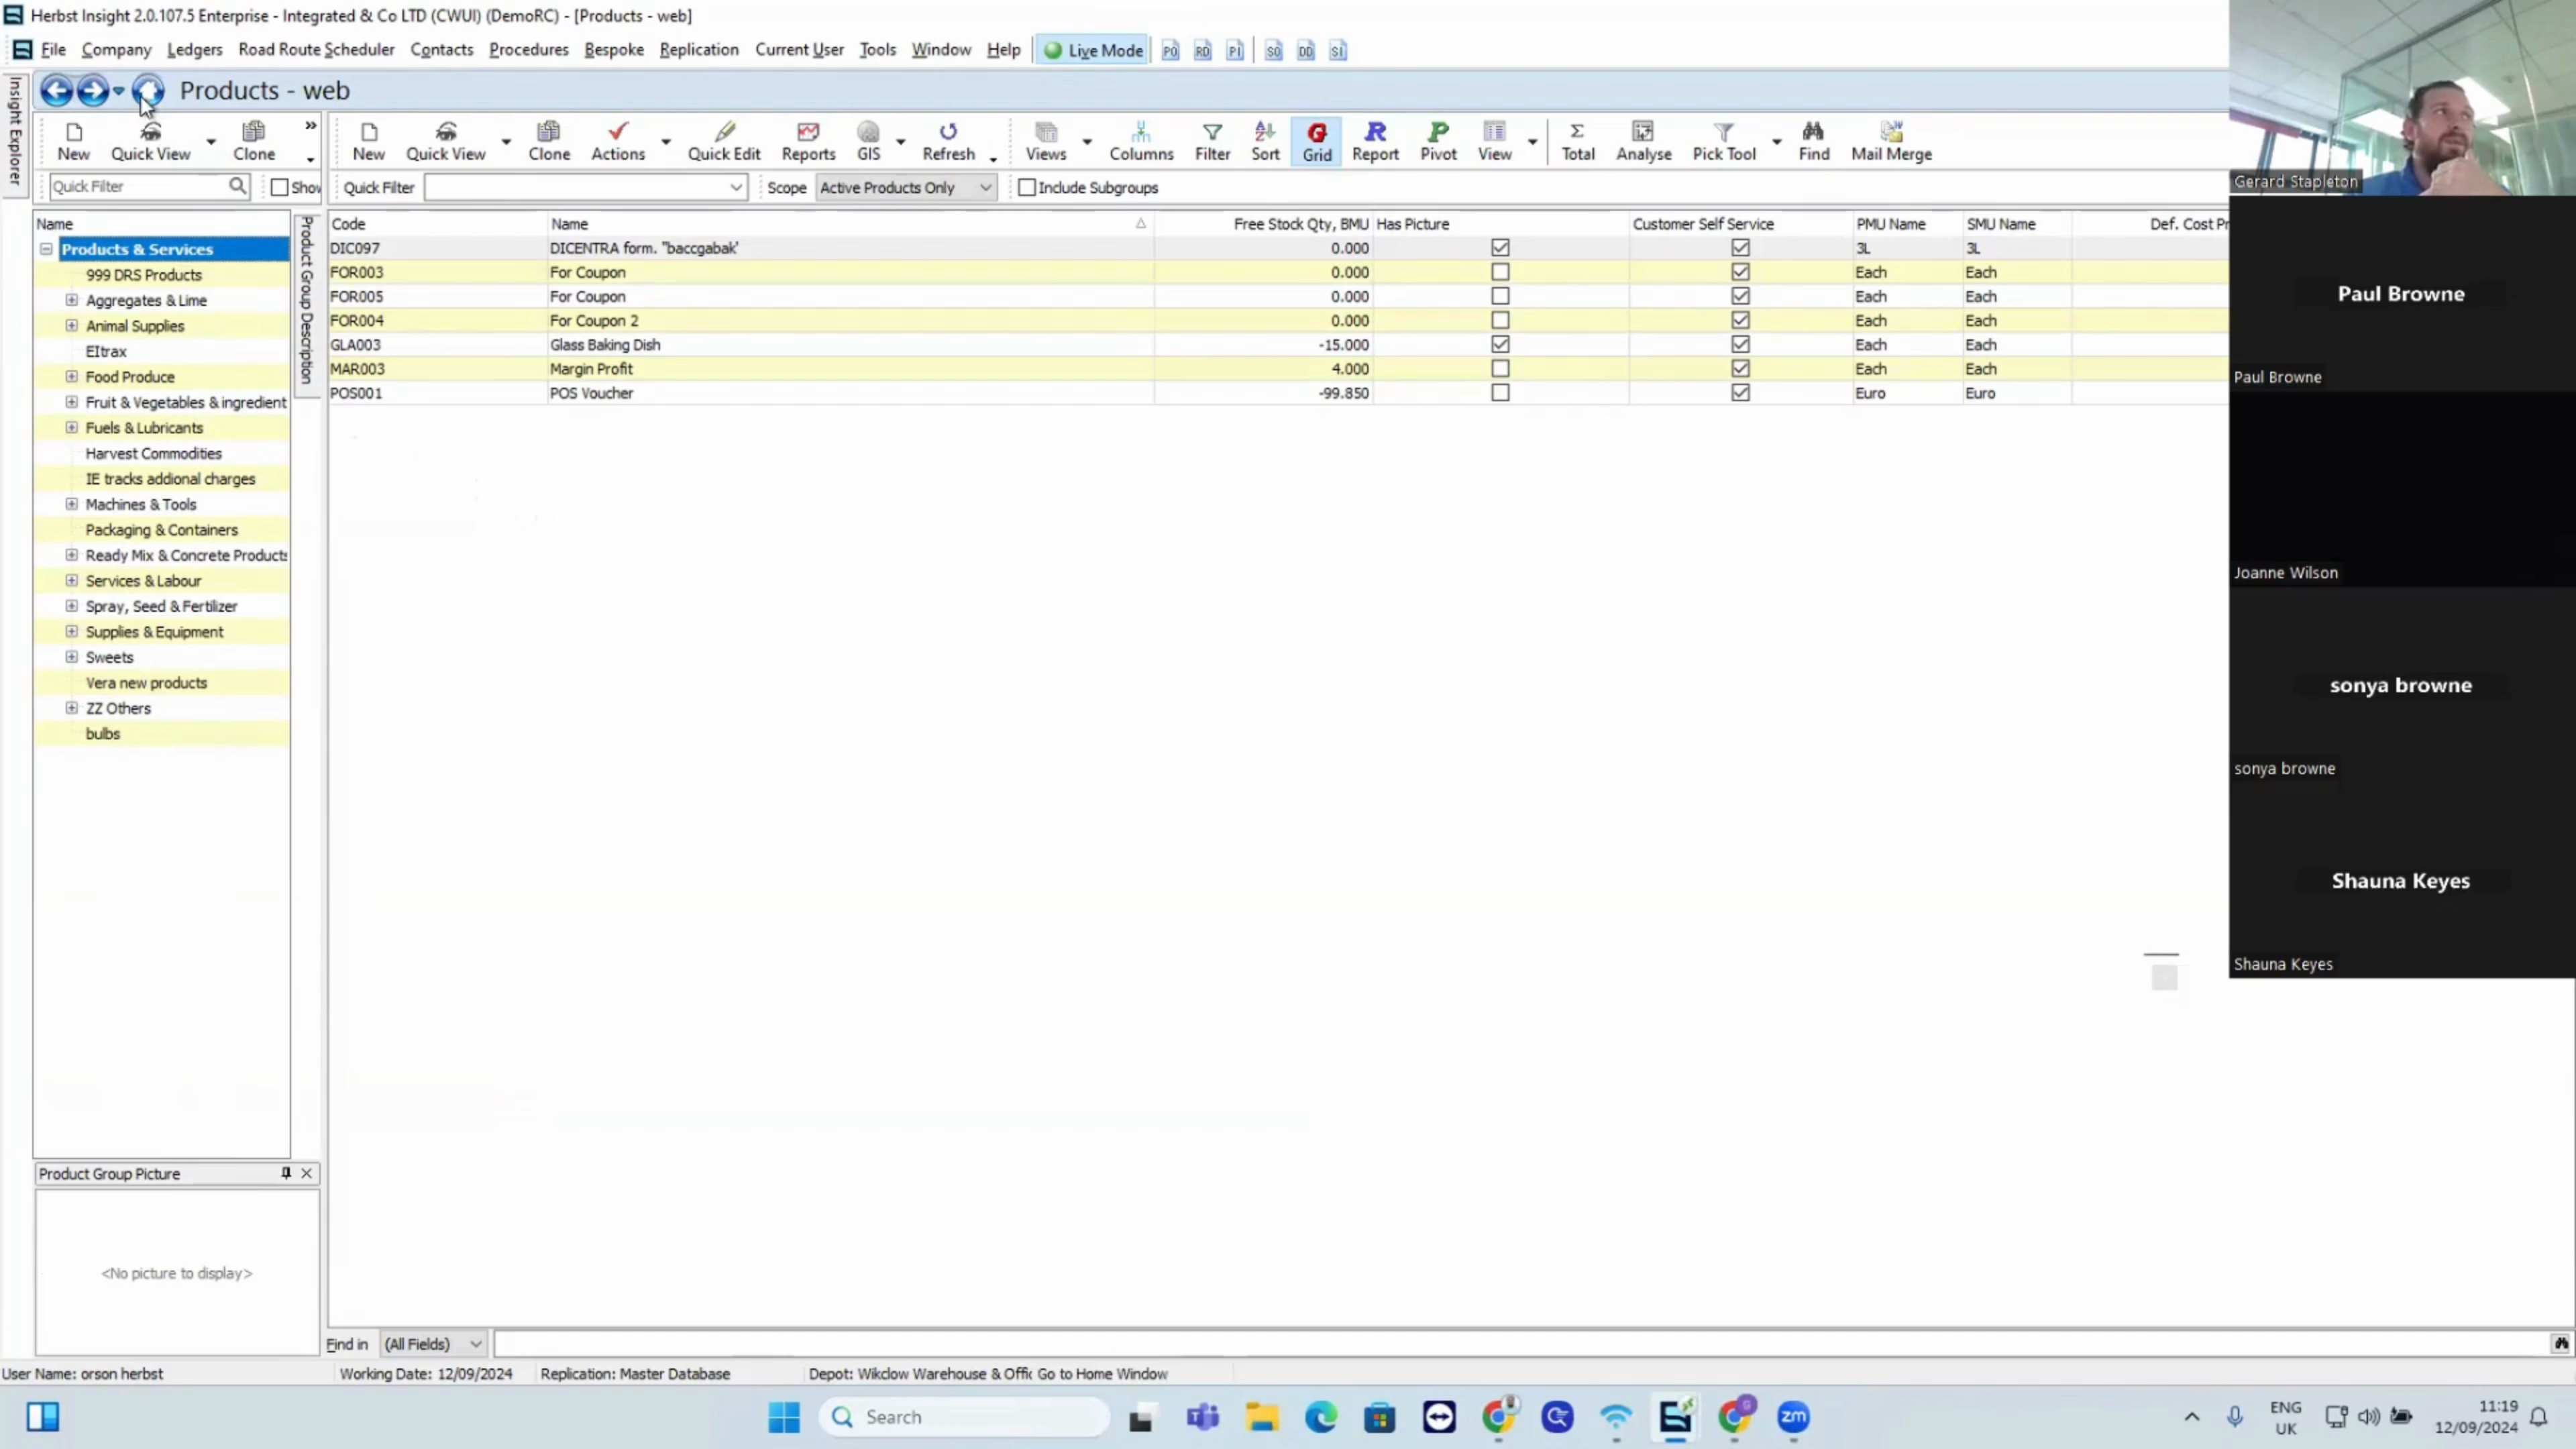 Herbst Insight 2.0.107.5 Enterprise - Integrated & Co LTD (CWUI) (DemoRC) - [Products - web]
File Company Ledgers Road Route Scheduler Contacts Procedures Bespoke Replication Current User Tools Window Help Live Mode PO RD PI SO DD SI
Insight Explorer
Products - web
New Quick View Clone » New Quick View Clone Actions Quick Edit Reports GIS Refresh Views Columns Filter Sort Grid Report Pivot View Total Analyse Pick Tool Find Mail Merge
Quick Filter Show Quick Filter Scope Active Products Only Include Subgroups
Name
Products & Services
999 DRS Products
Aggregates & Lime
Animal Supplies
EItrax
Food Produce
Fruit & Vegetables & ingredient
Fuels & Lubricants
Harvest Commodities
IE tracks addional charges
Machines & Tools
Packaging & Containers
Ready Mix & Concrete Products
Services & Labour
Spray, Seed & Fertilizer
Supplies & Equipment
Sweets
Vera new products
ZZ Others
bulbs
Product Group Description
Code Name Free Stock Qty, BMU Has Picture Customer Self Service PMU Name SMU Name Def. Cost Pr
DIC097 DICENTRA form. "baccgabak' 0.000 3L 3L
FOR003 For Coupon 0.000 Each Each
FOR005 For Coupon 0.000 Each Each
FOR004 For Coupon 2 0.000 Each Each
GLA003 Glass Baking Dish -15.000 Each Each
MAR003 Margin Profit 4.000 Each Each
POS001 POS Voucher -99.850 Euro Euro
Gerard Stapleton
Paul Browne
Paul Browne
Joanne Wilson
sonya browne
sonya browne
Shauna Keyes
Shauna Keyes
Product Group Picture
<No picture to display>
Find in (All Fields)
User Name: orson herbst Working Date: 12/09/2024 Replication: Master Database Depot: Wikclow Warehouse & Offic Go to Home Window
Search
zm
ENG
UK
11:19
12/09/2024